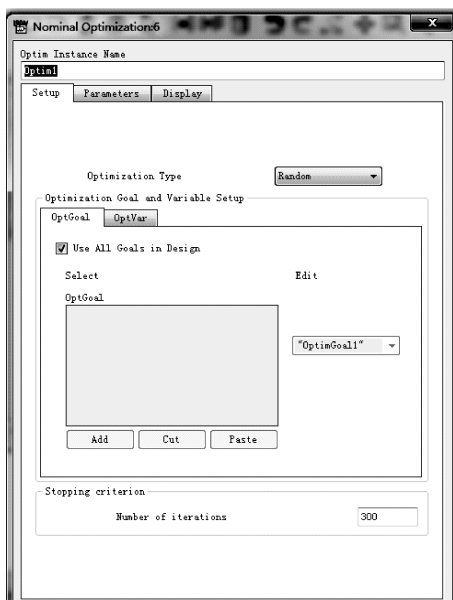 Nominal Optimization:6
x
Optim Instance Name
Optim1
Setup Parameters Display
Optimization Type Random
Optimization Goal and Variable Setup
OptGoal OptVar
Use All Goals in Design
Select Edit
OptGoal
"OptimGoal1"
Add Cut Paste
Stopping criterion
Number of iterations 300